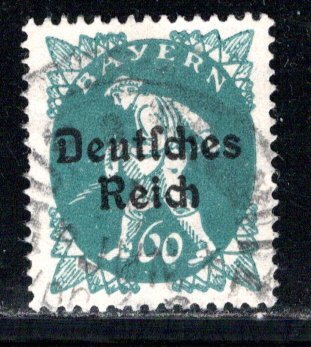 BAYERN
Deutsches
Reich
60